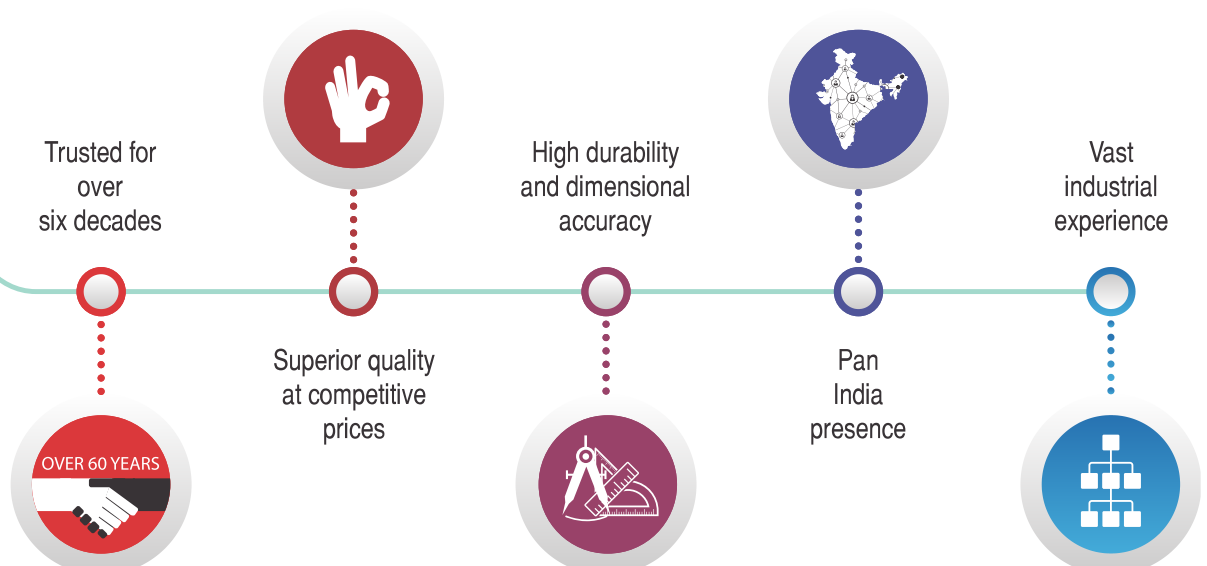 Trusted for
over
six decades
OVER 60 YEARS
Superior quality
at competitive
prices
High durability
and dimensional
accuracy
Pan
India
presence
Vast
industrial
experience